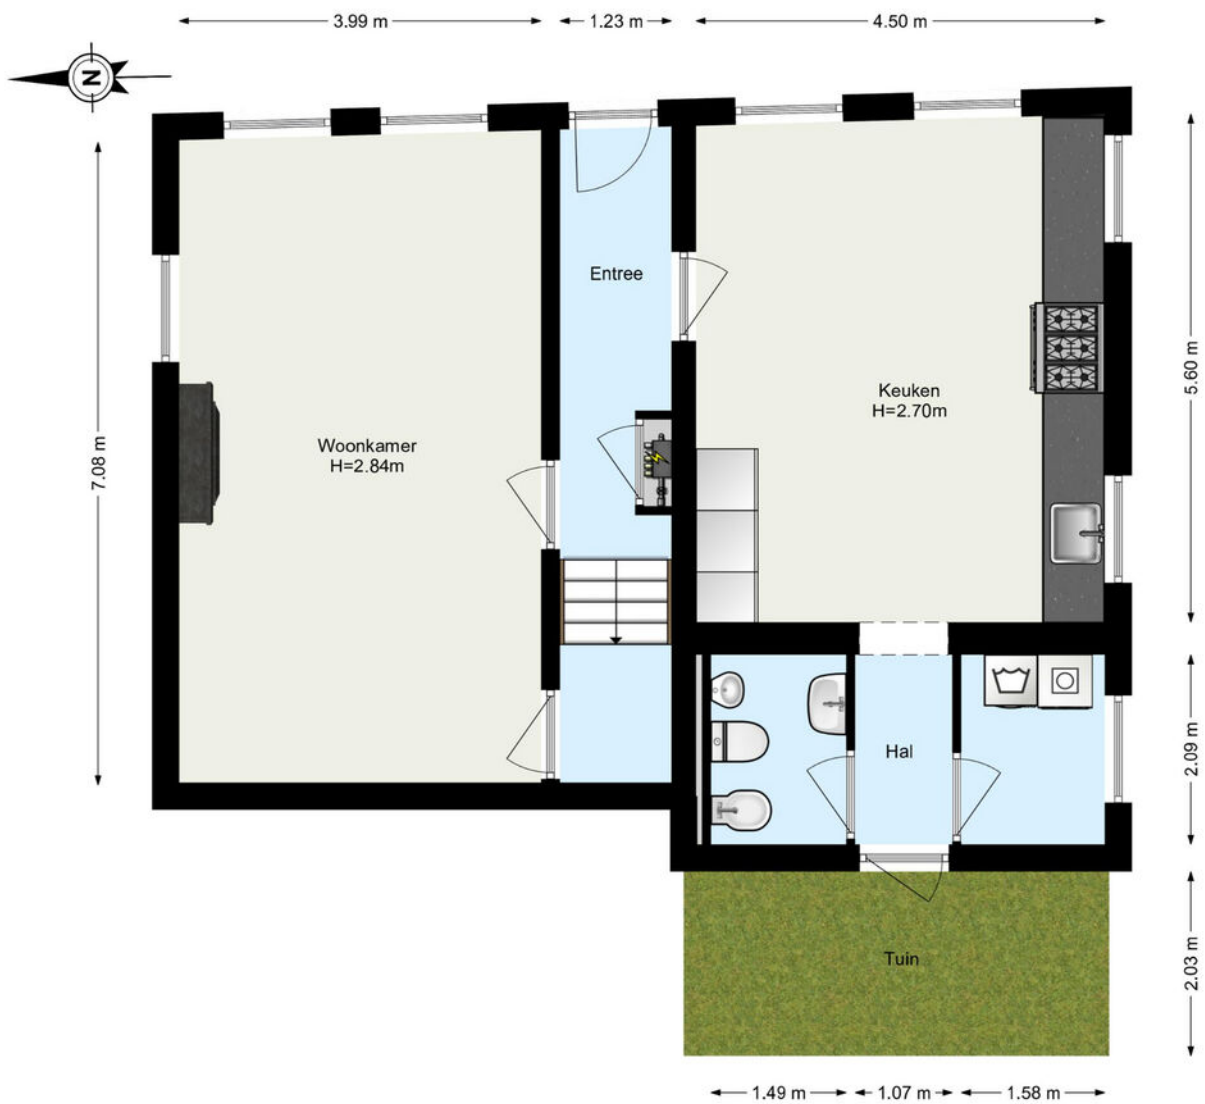 3.99 m
1.23 m
4.50 m
N
Entree
Keuken
H=2.70m
5.60 m
Woonkamer
H=2.84m
7.08 m
Hal
2.09 m
Tuin
2.03 m
1.49 m
1.07 m
1.58 m